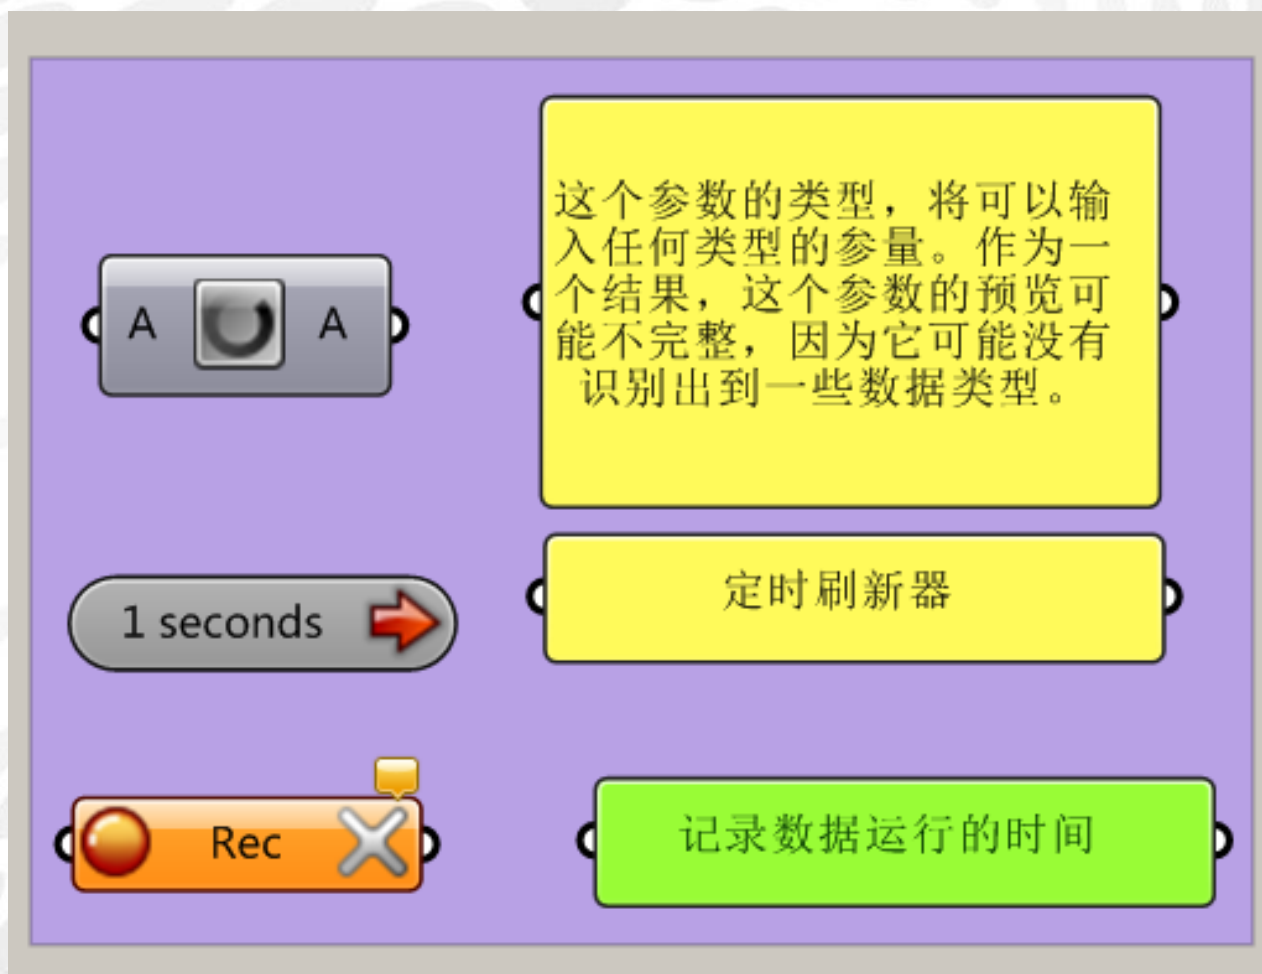 A A
这个参数的类型，将可以输
入任何类型的参量。作为一
个结果，这个参数的预览可
能不完整，因为它可能没有
识别出到一些数据类型。
1 seconds
定时刷新器
Rec
记录数据运行的时间